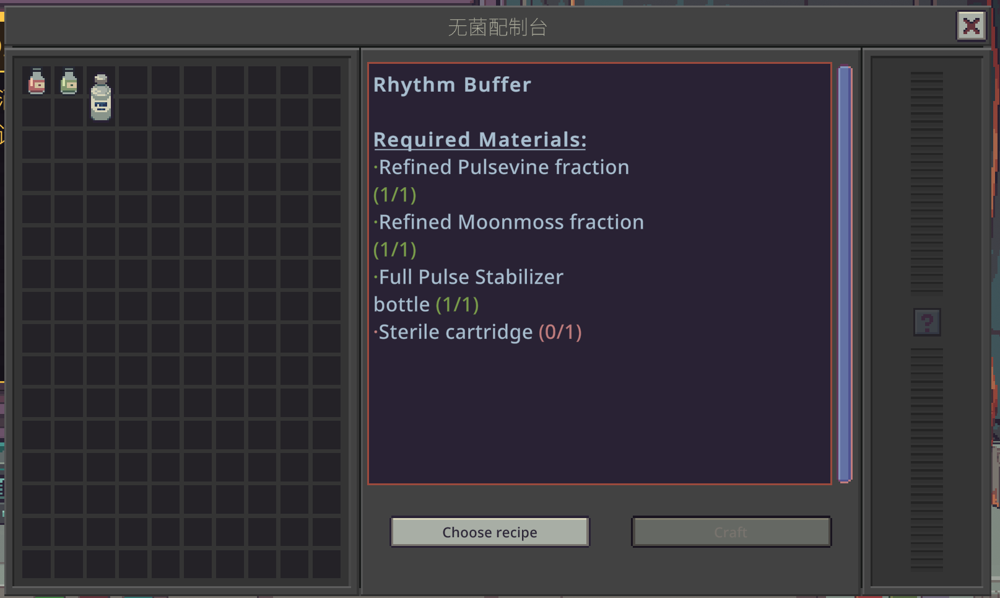 无菌配制台
Rhythm Buffer
Required Materials:
·Refined Pulsevine fraction
(1/1)
·Refined Moonmoss fraction
(1/1)
·Full Pulse Stabilizer
bottle (1/1)
·Sterile cartridge (0/1)
?
Choose recipe
Craft